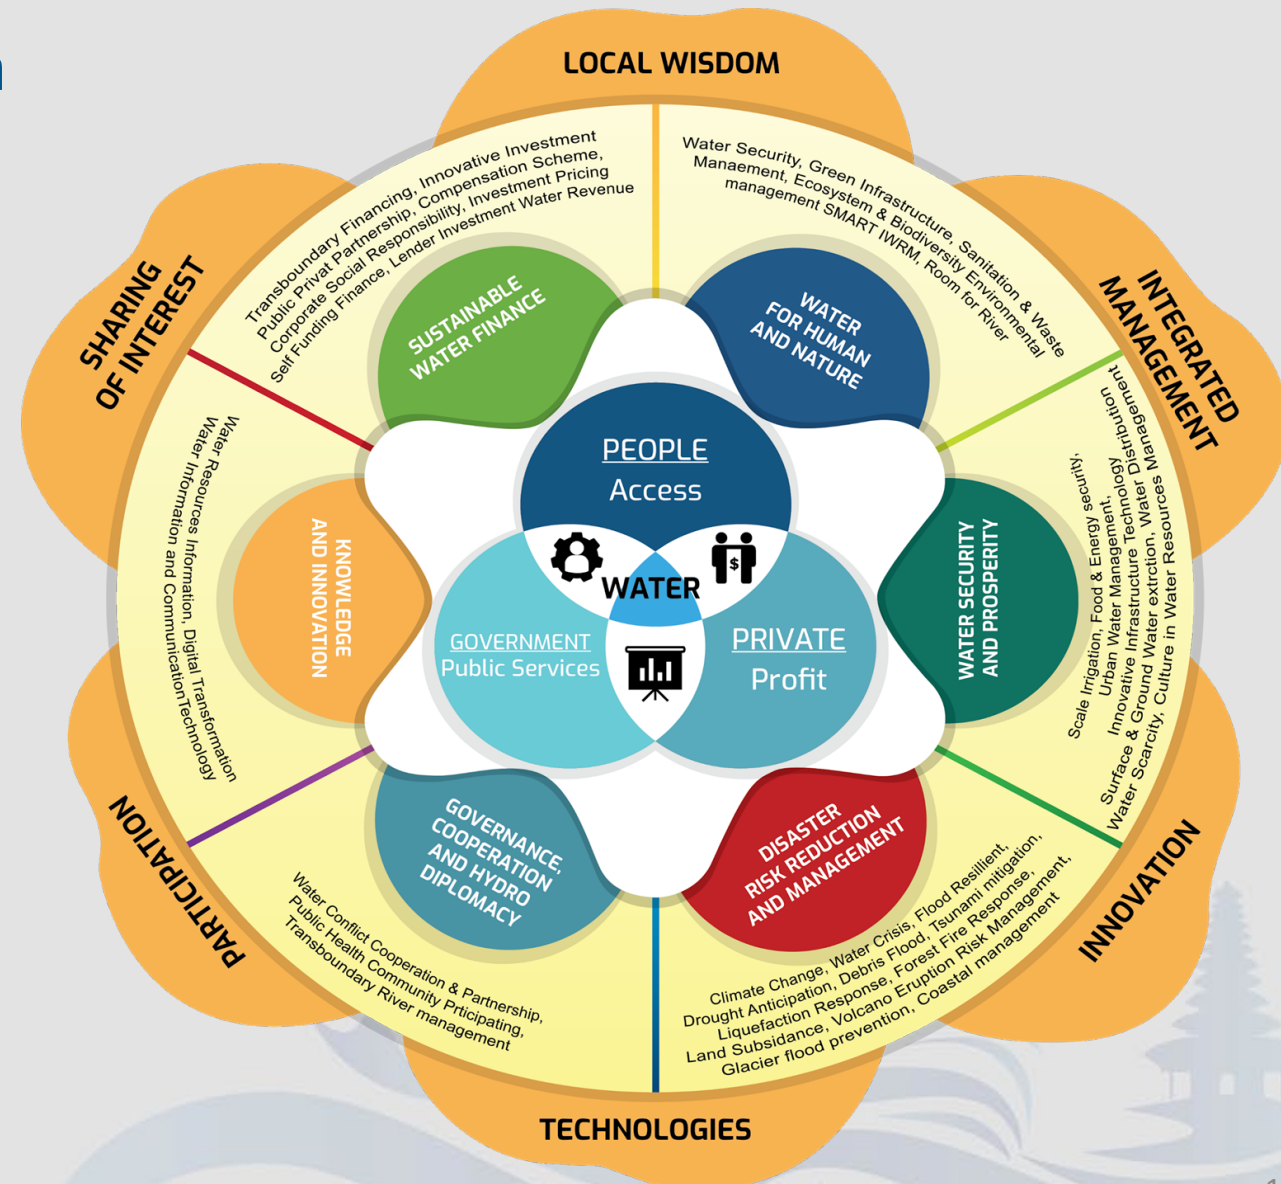 LOCAL WISDOM
INTEGRATED
MANAGEMENT
INNOVATION
TECHNOLOGIES
PARTICIPATION
SHARING
OF INTEREST
Water Security, Green Infrastructure, Sanitation & Waste
Manaement, Ecosystem & Biodiversity Environmental
management SMART IWRM, Room for River
WATER
FOR HUMAN
AND NATURE
Scale Irrigation, Food & Energy security,
Urban Water Management,
Innovative Infrastructure Technology
Surface & Ground Water extrction, Water Distribution
Water Scarcity, Culture in Water Resources Management
WATER SECURITY
AND PROSPERITY
Climate Change, Water Crisis, Flood Resillient,
Drought Anticipation, Debris Flood, Tsunami mitigation,
Liquefaction Response, Forest Fire Response,
Land Subsidance, Volcano Eruption Risk Management,
Glacier flood prevention, Coastal management
DISASTER
RISK REDUCTION
AND MANAGEMENT
Water Conflict Cooperation & Partnership,
Public Health Community Prticipating,
Transboundary River management
GOVERNANCE,
COOPERATION
AND HYDRO
DIPLOMACY
Water Resources Information, Digital Transformation
Water Information and CommunicationTechnology
KNOWLEDGE
AND INNOVATION
Transboundary Financing, Innovative Investment
Public Privat Partnership, Compensation Scheme,
Corporate Social Responsibility, Investment Pricing
Self Funding Finance, Lender Investment Water Revenue
SUSTAINABLE
WATER FINANCE
PEOPLE
Access
WATER
$
GOVERNMENT
Public Services
PRIVATE
Profit